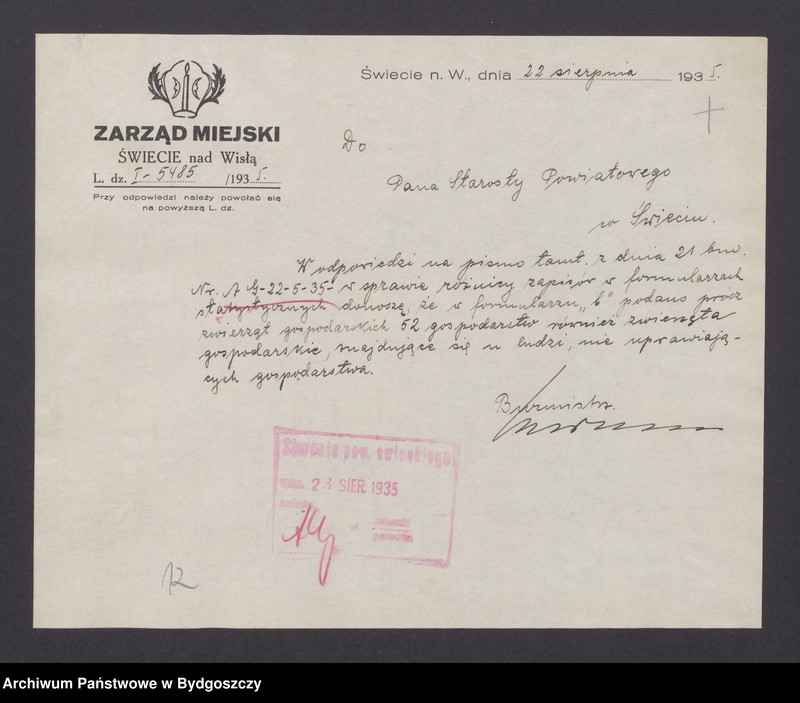 Świecie n. W., dnia 22 sierpnia 1935.
ZARZĄD MIEJSKI
ŚWIECIE nad Wisłą
L. dz. I-5485 /1935.
Przy odpowiedzi należy powołać się
na powyższą L. dz.
Do
Pana Starosty Powiatowego
w Świeciu.
W odpowiedzi na pismo tamt. z dnia 21 bm.
Nr. A G-22-5-35- w sprawie różnicy zapisów w formularzach
statystycznych donoszę, że w formularzu „b" podano prócz
zwierząt gospodarskich 52 gospodarstw również zwierzęta
gospodarskie, znajdujące się u ludzi, nie uprawiają-
cych gospodarstwa.
Burmistrz.
Starosta pow. świeckiego
23 SIER. 1935
12
Archiwum Państwowe w Bydgoszczy